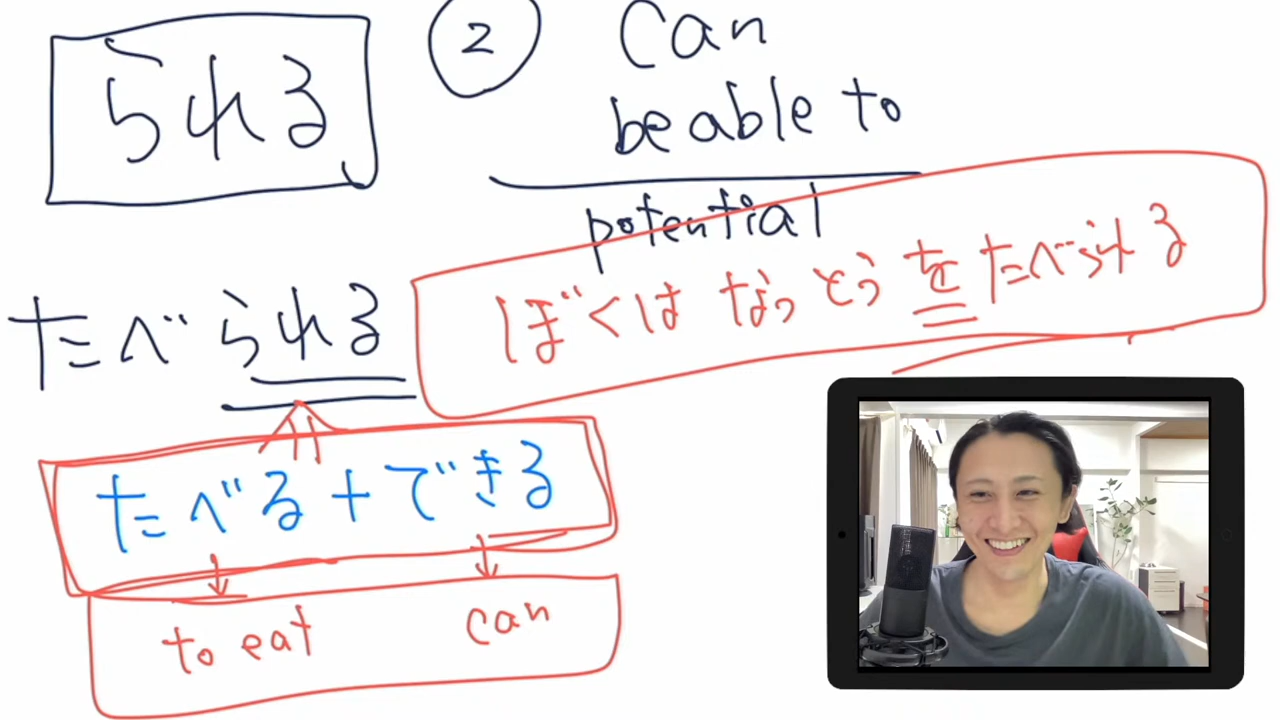 られる
② can
be able to
potential
ぼくは なっとう を たべられる
たべられる
たべる+できる
to eat can